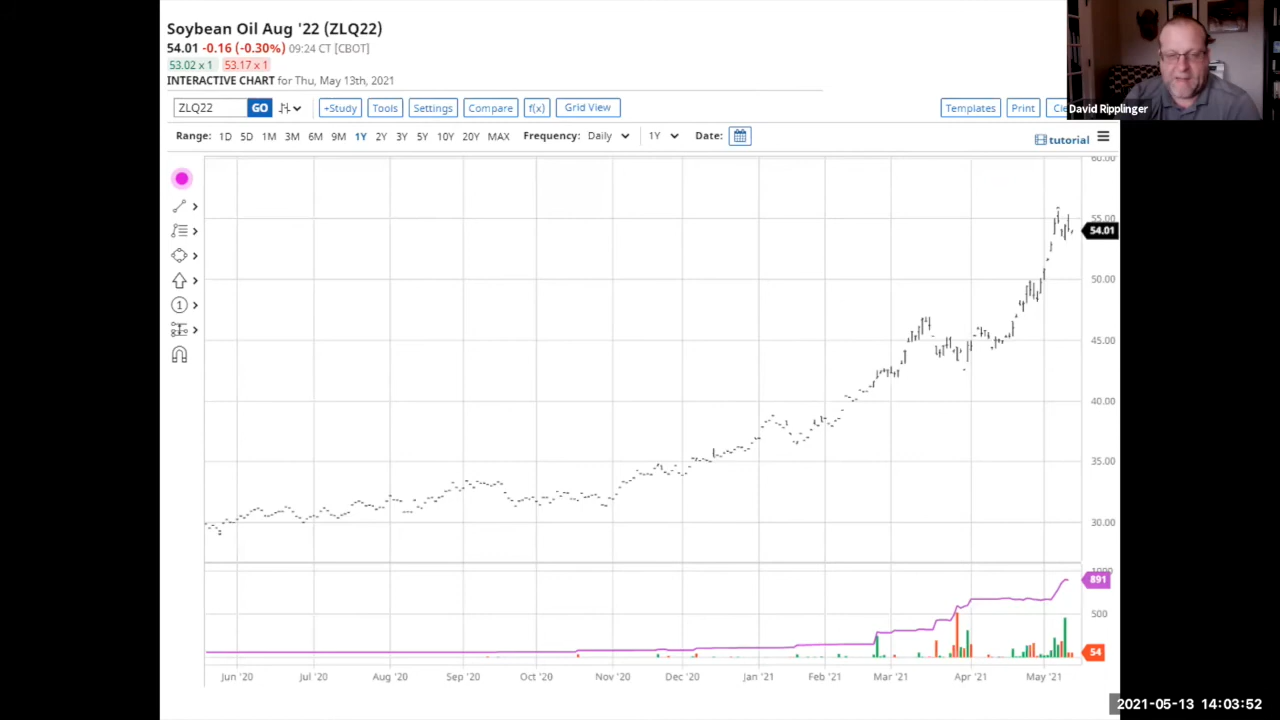 Soybean Oil Aug '22 (ZLQ22)
54.01 -0.16 (-0.30%) 09:24 CT [CBOT]
53.02 x 1 53.17 x 1
INTERACTIVE CHART for Thu, May 13th, 2021
David Ripplinger
ZLQ22 GO +Study Tools Settings Compare f(x) Grid View Templates Print
Range: 1D 5D 1M 3M 6M 9M 1Y 2Y 5Y 10Y 20Y MAX Frequency: Daily 1Y Date:
tutorial
60.00
55.00
54.01
50.00
45.00
40.00
35.00
30.00
1000
891
500
54
Jun '20 Jul '20 Aug '20 Sep '20 Oct '20 Nov '20 Dec '20 Jan '21 Feb '21 Mar '21 Apr '21 May '21
2021-05-13 14:03:52